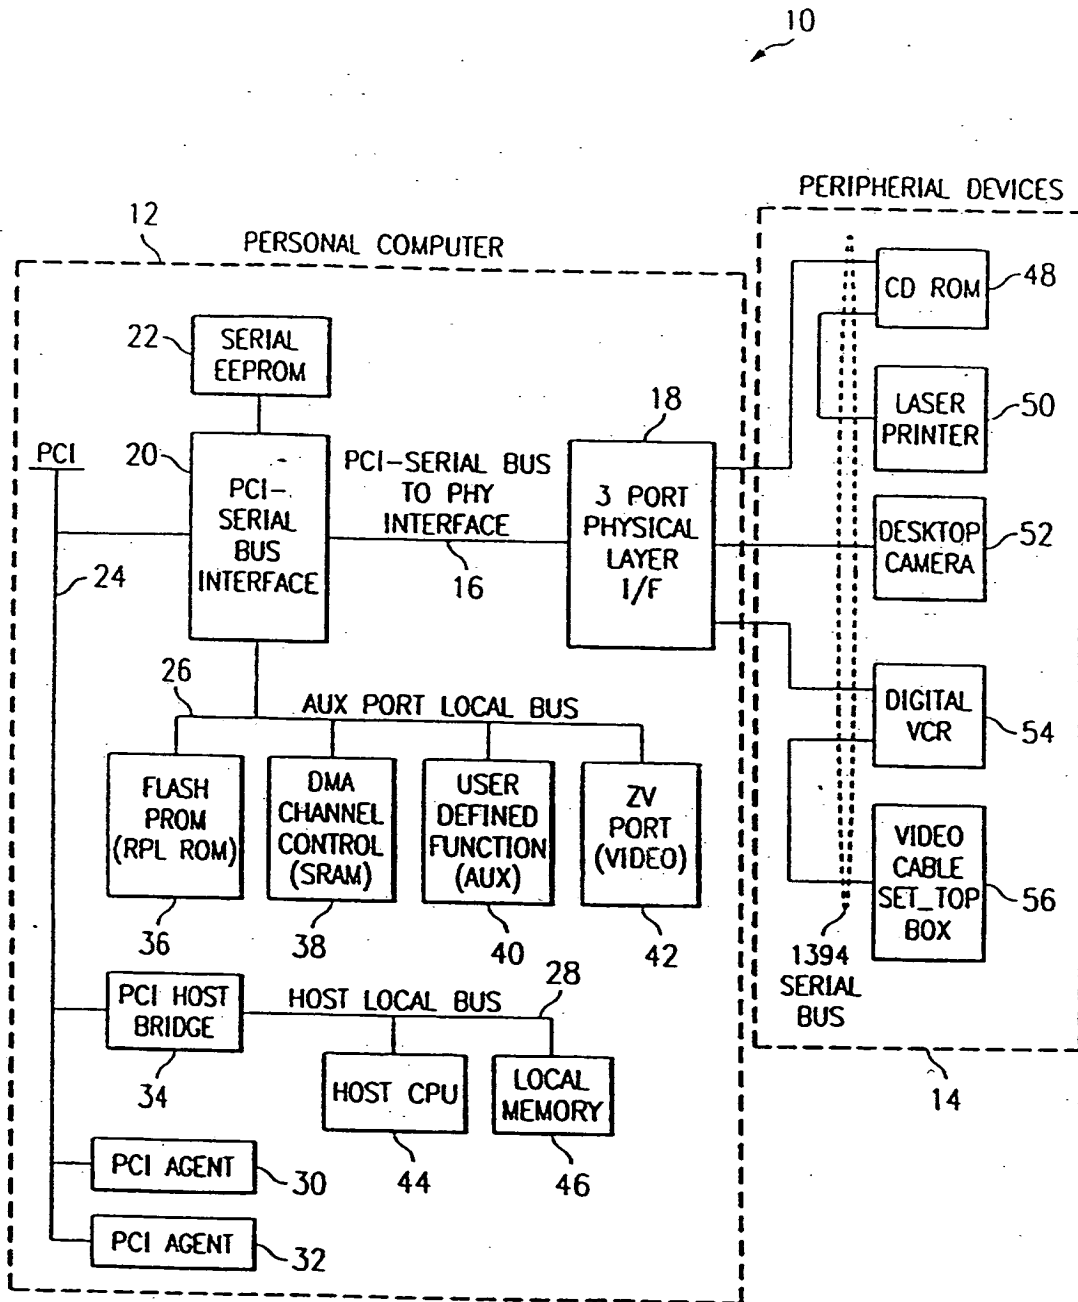 10
PERIPHERIAL DEVICES
12
PERSONAL COMPUTER
CD ROM
48
22
SERIAL
EEPROM
18
LASER
PRINTER
50
PCI
20
PCI-
SERIAL
BUS
INTERFACE
PCI-SERIAL BUS
TO PHY
INTERFACE
16
3 PORT
PHYSICAL
LAYER
I/F
DESKTOP
CAMERA
52
24
26
AUX PORT LOCAL BUS
DIGITAL
VCR
54
FLASH
PROM
(RPL ROM)
DMA
CHANNEL
CONTROL
(SRAM)
USER
DEFINED
FUNCTION
(AUX)
ZV
PORT
(VIDEO)
VIDEO
CABLE
SET_TOP
BOX
56
36
38
40
42
1394
SERIAL
BUS
PCI HOST
BRIDGE
HOST LOCAL BUS
28
34
HOST CPU
LOCAL
MEMORY
14
44
46
PCI AGENT
30
PCI AGENT
32